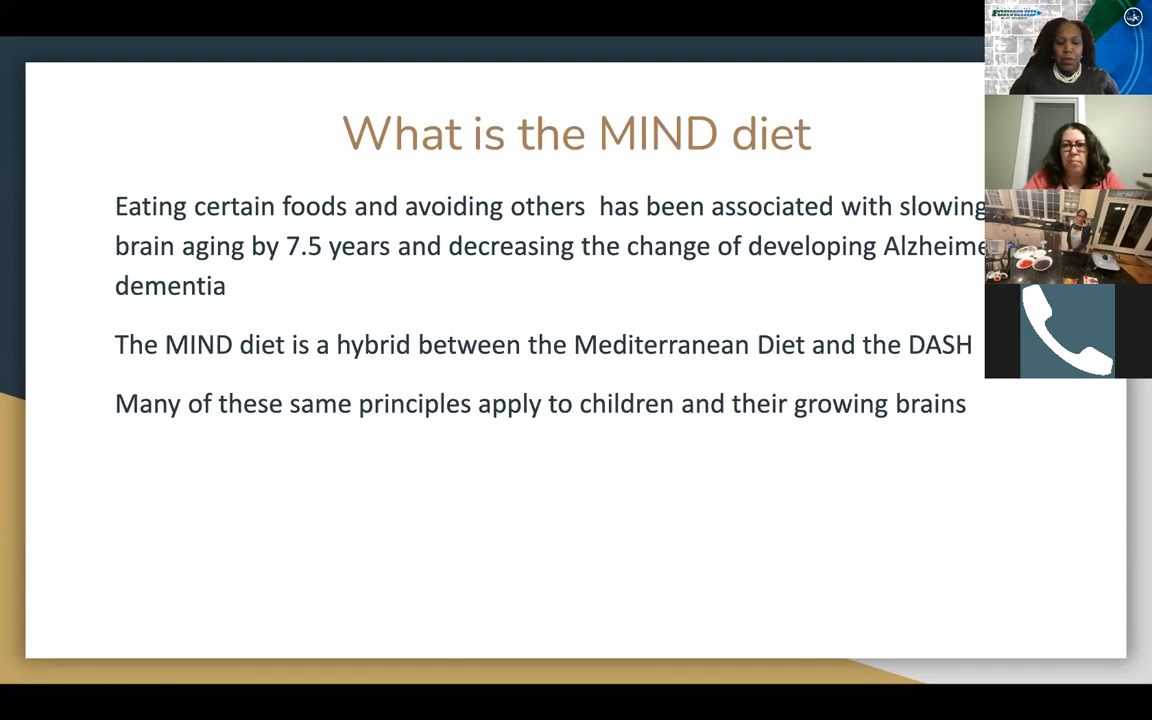 FORWARD
What is the MIND diet
Eating certain foods and avoiding others has been associated with slowing
brain aging by 7.5 years and decreasing the change of developing
dementia
The MIND diet is a hybrid between the Mediterranean Diet and the DASH
Many of these same principles apply to children and their growing brains